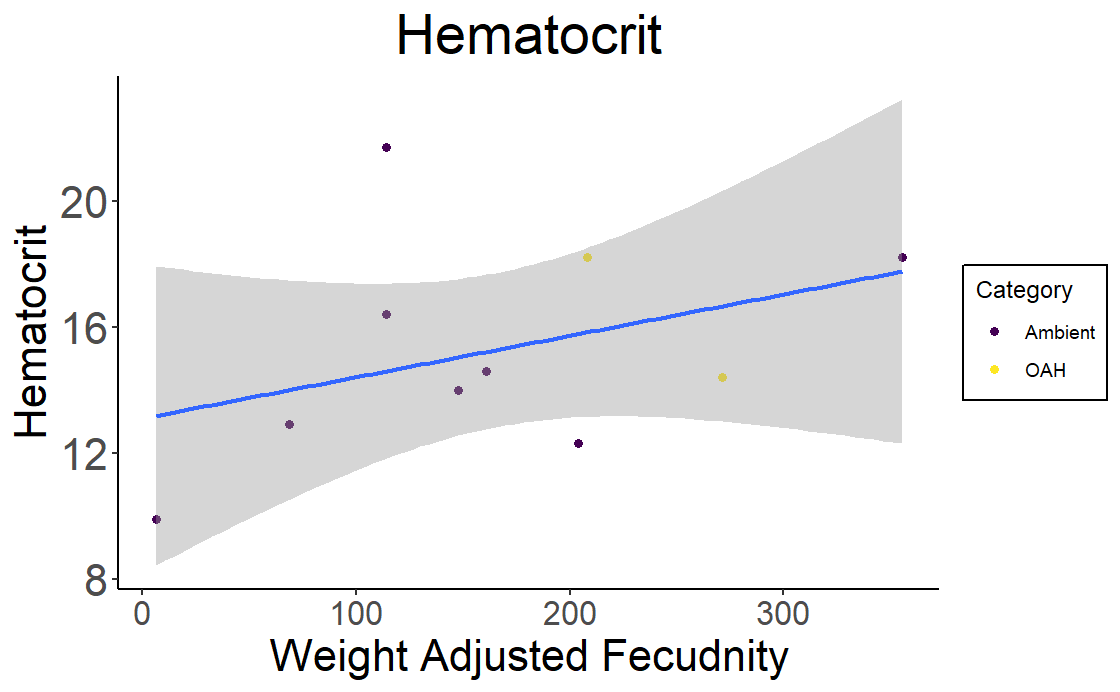 Hematocrit
Hematocrit
20
16
12
8
0 100 200 300
Weight Adjusted Fecudnity
Category
Ambient
OAH